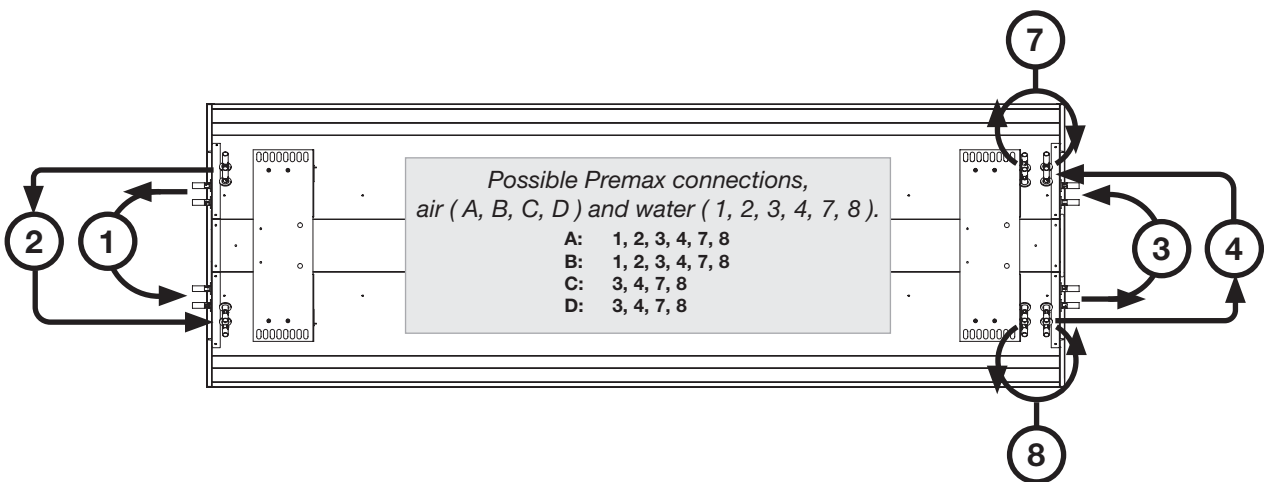 7
Possible Premax connections,
air ( A, B, C, D ) and water ( 1, 2, 3, 4, 7, 8 ).
A: 1, 2, 3, 4, 7, 8
B: 1, 2, 3, 4, 7, 8
C: 3, 4, 7, 8
D: 3, 4, 7, 8
2
1
3
4
8